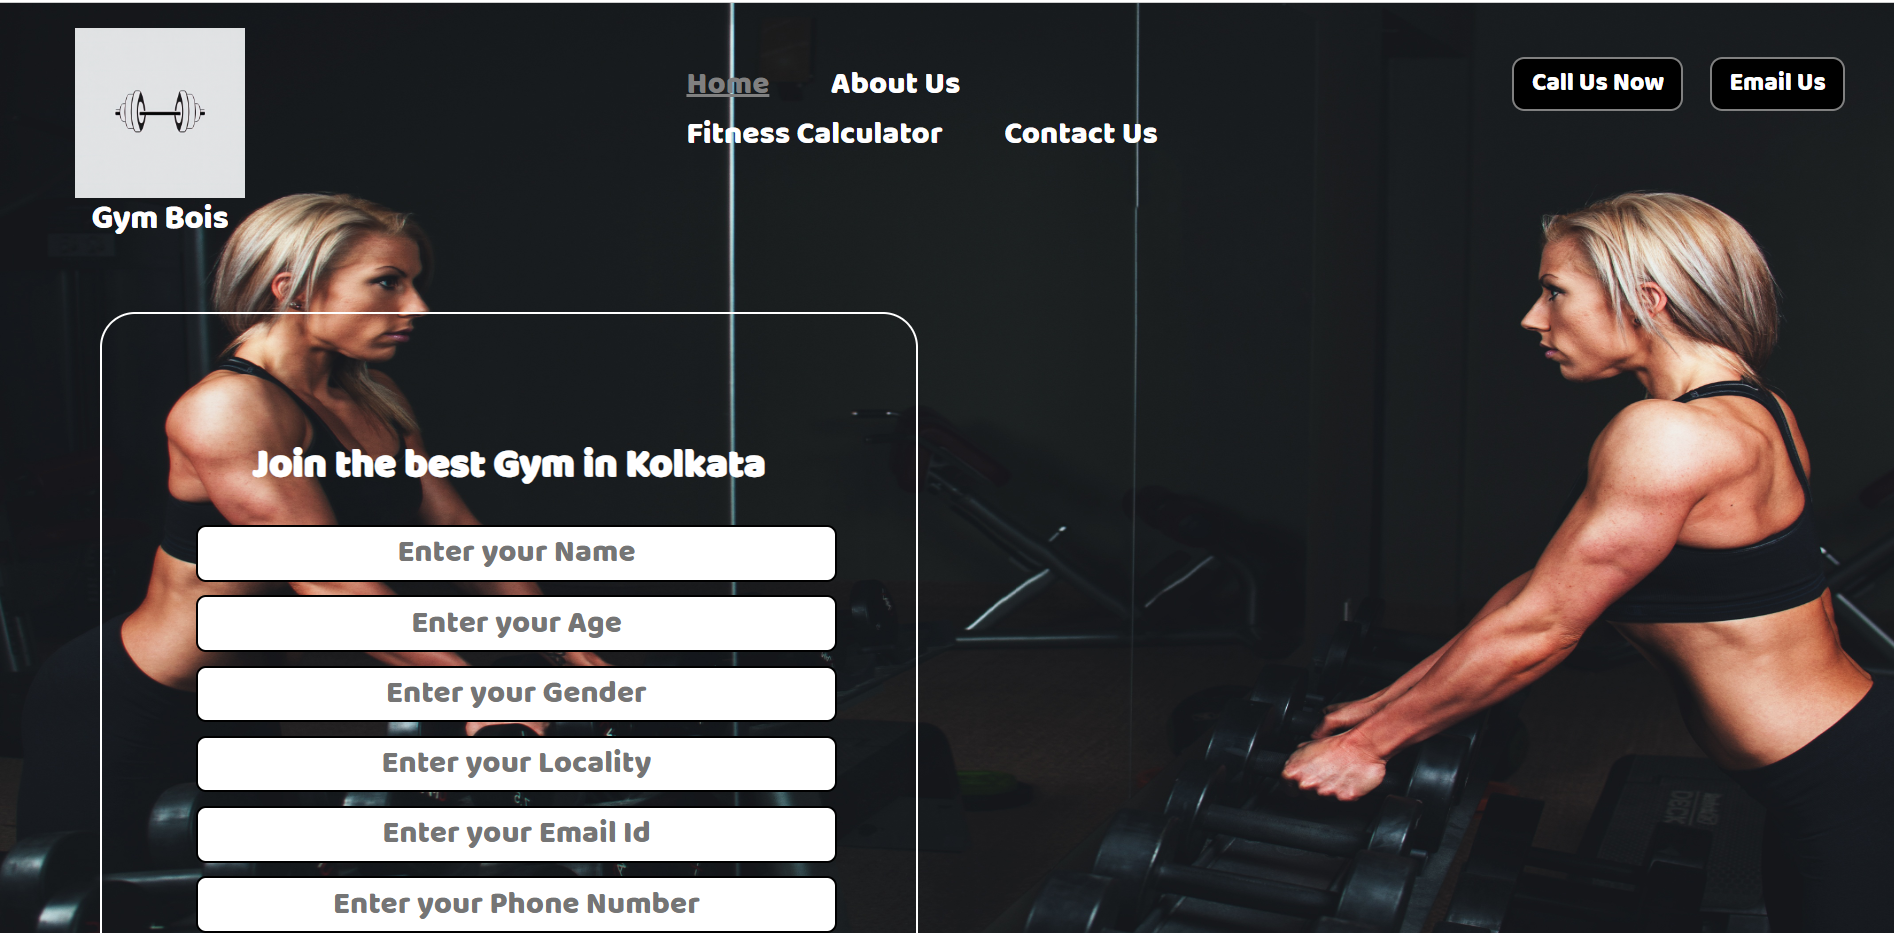 Home About Us
Call Us Now Email Us
Fitness Calculator Contact Us
Gym Bois
Join the best Gym in Kolkata
Enter your Name
Enter your Age
Enter your Gender
Enter your Locality
Enter your Email Id
Enter your Phone Number